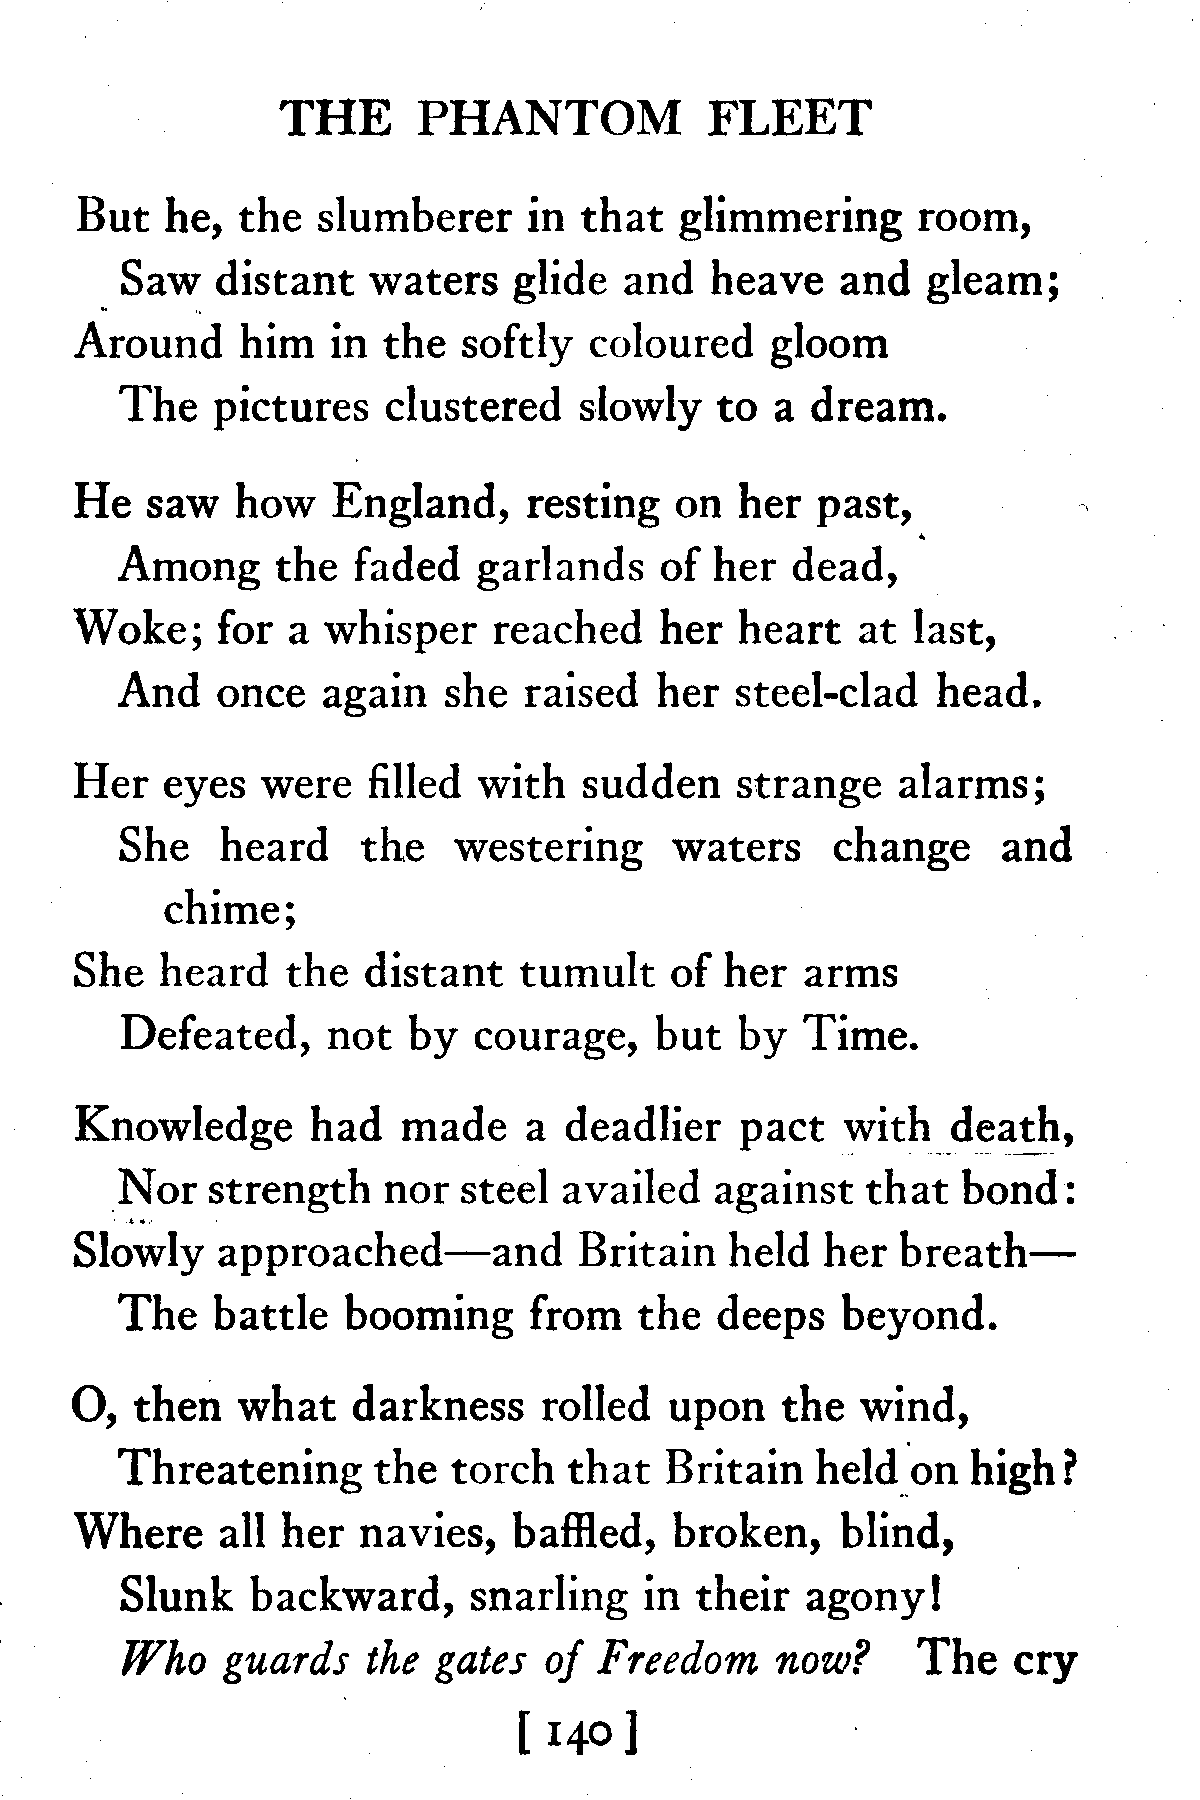 THE PHANTOM FLEET
But he, the slumberer in that glimmering room,
Saw distant waters glide and heave and gleam;
Around him in the softly coloured gloom
The pictures clustered slowly to a dream.
He saw how England, resting on her past,
Among the faded garlands of her dead,
Woke; for a whisper reached her heart at last,
And once again she raised her steel-clad head.
Her eyes were filled with sudden strange alarms;
She heard the westering waters change and
chime;
She heard the distant tumult of her arms
Defeated, not by courage, but by Time.
Knowledge had made a deadlier pact with death,
Nor strength nor steel availed against that bond:
Slowly approached—and Britain held her breath—
The battle booming from the deeps beyond.
O, then what darkness rolled upon the wind,
Threatening the torch that Britain held on high?
Where all her navies, baffled, broken, blind,
Slunk backward, snarling in their agony!
Who guards the gates of Freedom now? The cry
[ 140 ]